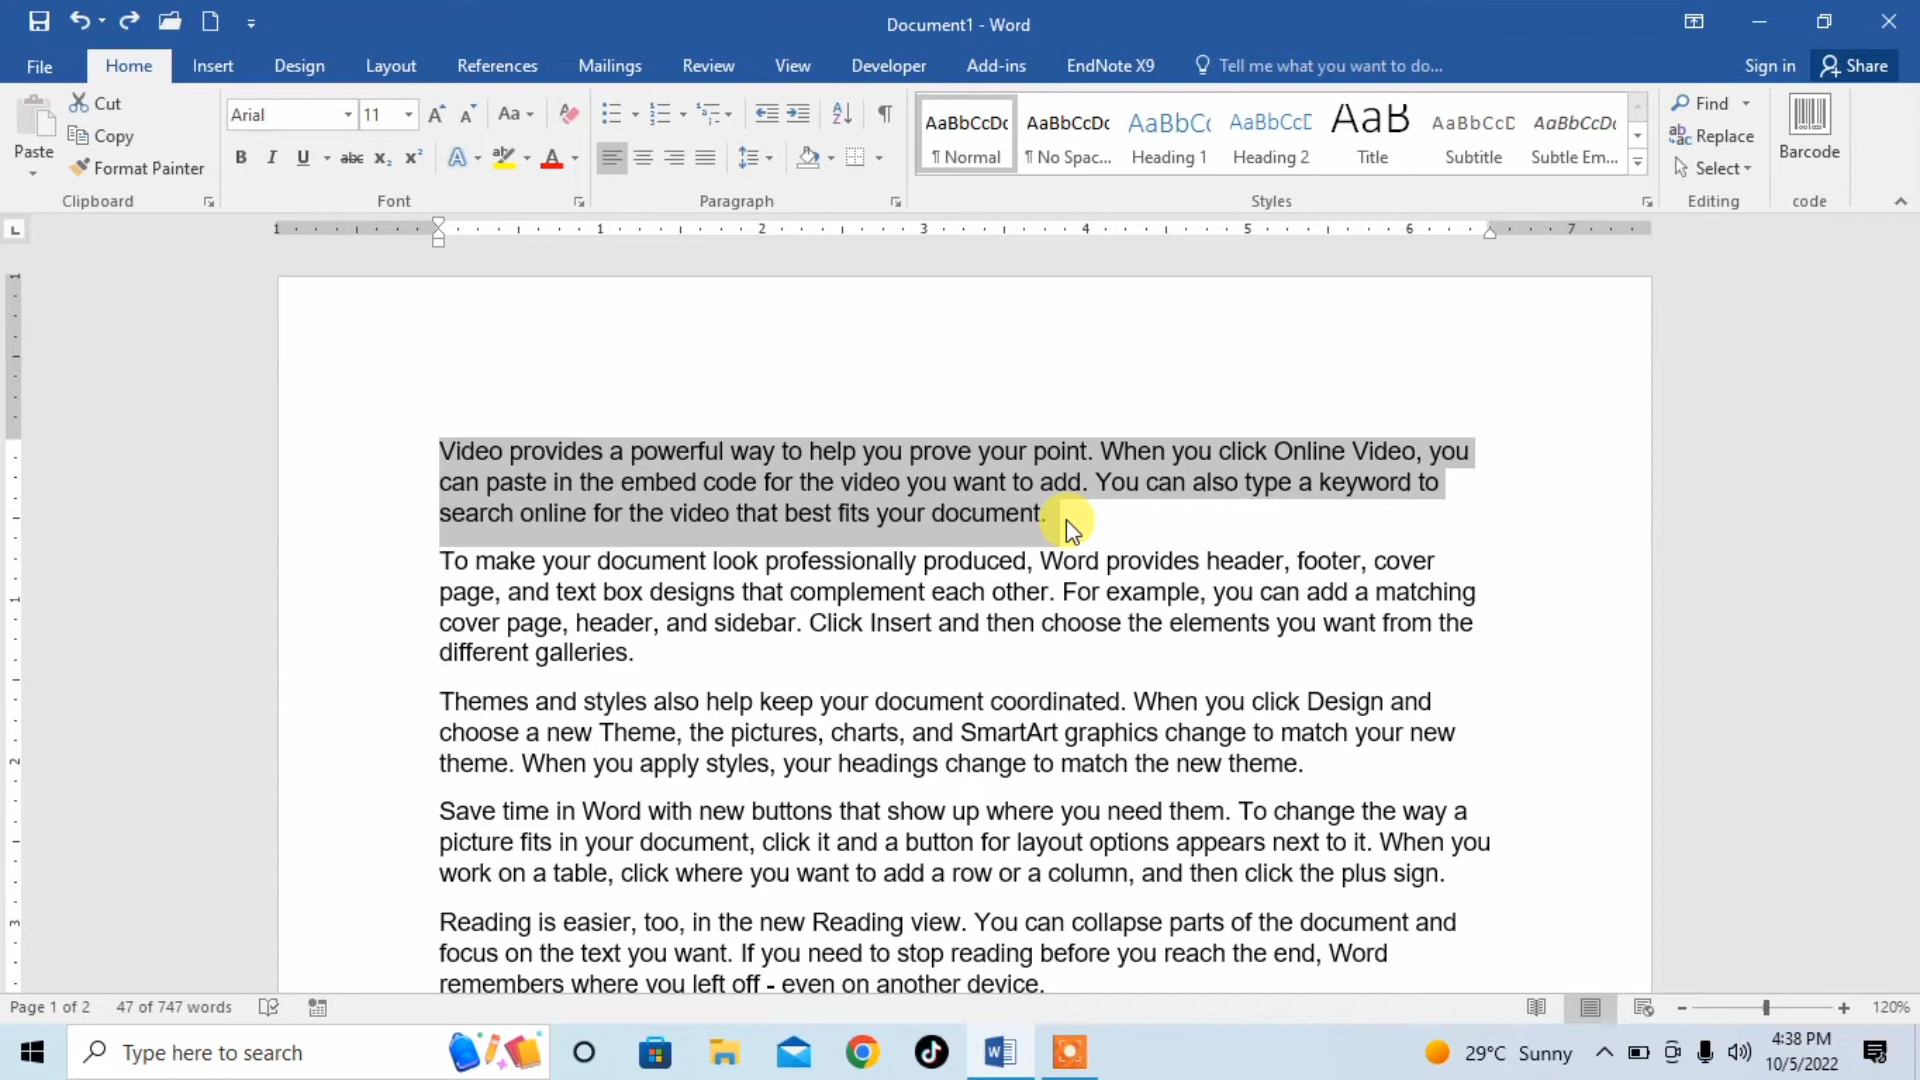 Document1 - Word
File Home Insert Design Layout References Mailings Review View Developer Add-ins EndNote X9 Tell me what you want to do... Sign in Share
Paste
Cut
Copy
Format Painter
Clipboard
Arial 11
Font
Paragraph
AaBbCcDc AaBbCcDc AaBbC AaBbCcD AaB AaBbCcD AaBbCcDc
¶ Normal ¶ No Spac... Heading 1 Heading 2 Title Subtitle Subtle Em...
Styles
Find
Replace
Select
Editing
Barcode
code
1 1 2 3 4 5 6 7
Video provides a powerful way to help you prove your point. When you click Online Video, you
can paste in the embed code for the video you want to add. You can also type a keyword to
search online for the video that best fits your document.
To make your document look professionally produced, Word provides header, footer, cover
page, and text box designs that complement each other. For example, you can add a matching
cover page, header, and sidebar. Click Insert and then choose the elements you want from the
different galleries.
Themes and styles also help keep your document coordinated. When you click Design and
choose a new Theme, the pictures, charts, and SmartArt graphics change to match your new
theme. When you apply styles, your headings change to match the new theme.
Save time in Word with new buttons that show up where you need them. To change the way a
picture fits in your document, click it and a button for layout options appears next to it. When you
work on a table, click where you want to add a row or a column, and then click the plus sign.
Reading is easier, too, in the new Reading view. You can collapse parts of the document and
focus on the text you want. If you need to stop reading before you reach the end, Word
remembers where you left off - even on another device.
Page 1 of 2 47 of 747 words 120%
Type here to search
29°C Sunny
4:38 PM
10/5/2022